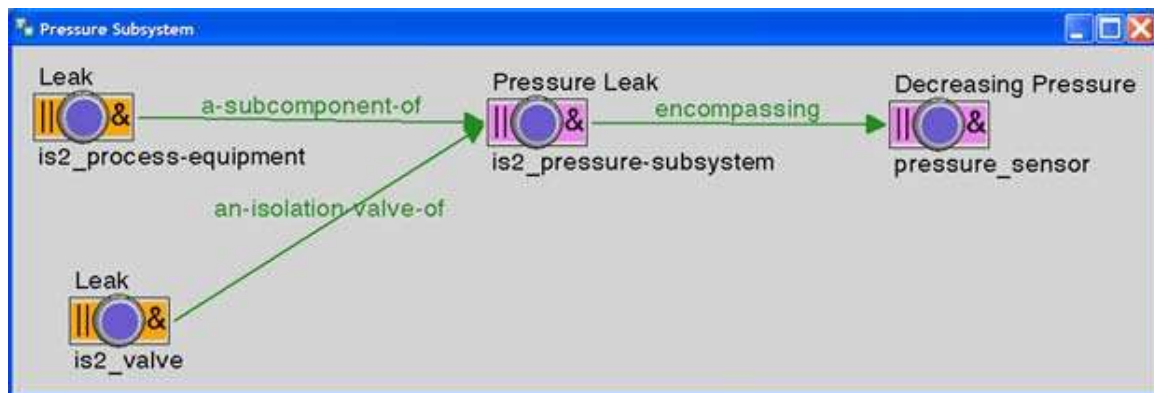 Pressure Subsystem
Leak
||
&
is2_process-equipment
a-subcomponent-of
Pressure Leak
||
&
is2_pressure-subsystem
encompassing
Decreasing Pressure
||
&
pressure_sensor
an-isolation-valve-of
Leak
||
&
is2_valve